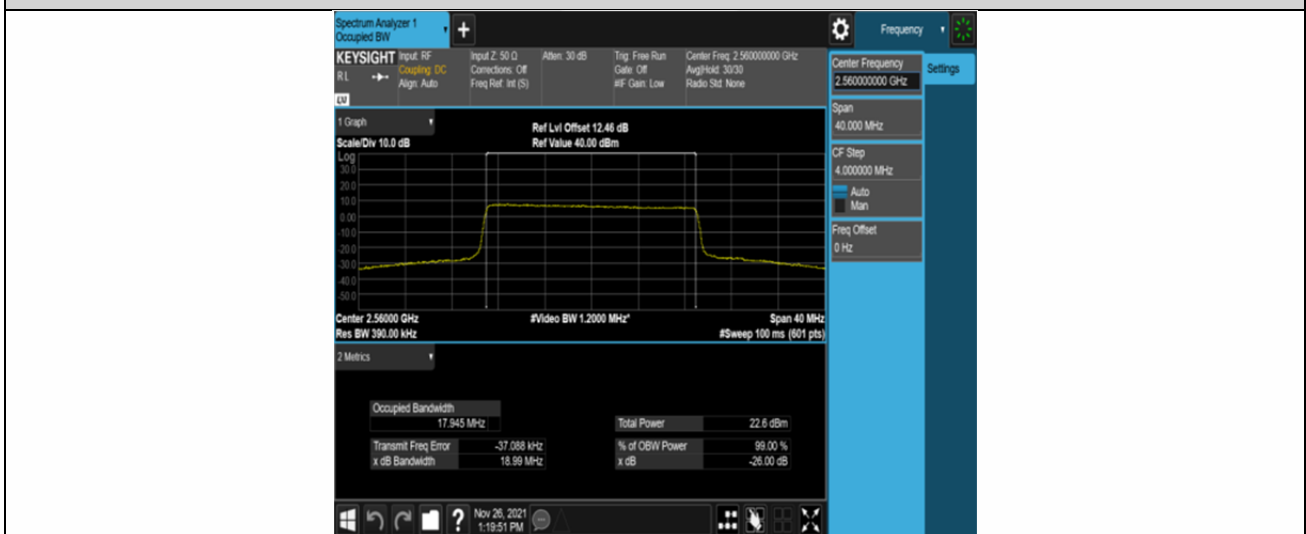 Spectrum Analyzer 1
Occupied BW
+
Frequency
KEYSIGHT Input: RF
Coupling: DC
Align: Auto
RL
LXI
Input Z: 50 Ω
Corrections: Off
Freq Ref: Int (S)
Atten: 30 dB
Trig: Free Run
Gate: Off
#IF Gain: Low
Center Freq: 2.560000000 GHz
Avg|Hold: 30/30
Radio Std: None
Center Frequency
2.560000000 GHz
Settings
Span
40.000 MHz
CF Step
4.000000 MHz
Auto
Man
Freq Offset
0 Hz
1 Graph
Scale/Div 10.0 dB
Ref Lvl Offset 12.46 dB
Ref Value 40.00 dBm
Log
30.0
20.0
10.0
0.00
-10.0
-20.0
-30.0
-40.0
-50.0
Center 2.56000 GHz
Res BW 390.00 kHz
#Video BW 1.2000 MHz*
Span 40 MHz
#Sweep 100 ms (601 pts)
2 Metrics
Occupied Bandwidth
17.945 MHz
Transmit Freq Error -37.088 kHz
x dB Bandwidth 18.99 MHz
Total Power 22.6 dBm
% of OBW Power 99.00 %
x dB -26.00 dB
?
Nov 26, 2021
1:19:51 PM